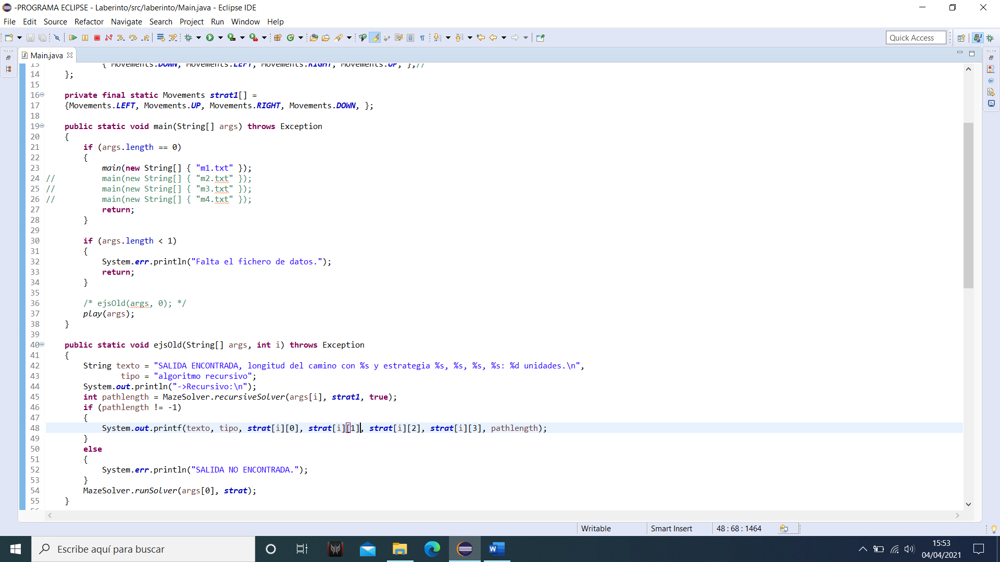 -PROGRAMA ECLIPSE - Laberinto/src/laberinto/Main.java - Eclipse IDE
File Edit Source Refactor Navigate Search Project Run Window Help
Quick Access
Main.java
13 { Movements.DOWN, Movements.LEFT, Movements.RIGHT, Movements.UP, },//
14 };
15
16 private final static Movements strat1[] =
17 {Movements.LEFT, Movements.UP, Movements.RIGHT, Movements.DOWN, };
18
19 public static void main(String[] args) throws Exception
20 {
21 if (args.length == 0)
22 {
23 main(new String[] { "m1.txt" });
24 // main(new String[] { "m2.txt" });
25 // main(new String[] { "m3.txt" });
26 // main(new String[] { "m4.txt" });
27 return;
28 }
29
30 if (args.length < 1)
31 {
32 System.err.println("Falta el fichero de datos.");
33 return;
34 }
35
36 /* ejsOld(args, 0); */
37 play(args);
38 }
39
40 public static void ejsOld(String[] args, int i) throws Exception
41 {
42 String texto = "SALIDA ENCONTRADA, longitud del camino con %s y estrategia %s, %s, %s, %s: %d unidades.\n",
43 tipo = "algoritmo recursivo";
44 System.out.println("->Recursivo:\n");
45 int pathlength = MazeSolver.recursiveSolver(args[i], strat1, true);
46 if (pathlength != -1)
47 {
48 System.out.printf(texto, tipo, strat[i][0], strat[i][1], strat[i][2], strat[i][3], pathlength);
49 }
50 else
51 {
52 System.err.println("SALIDA NO ENCONTRADA.");
53 }
54 MazeSolver.runSolver(args[0], strat);
55 }
Writable Smart Insert 48 : 68 : 1464
Escribe aquí para buscar
15:53
04/04/2021